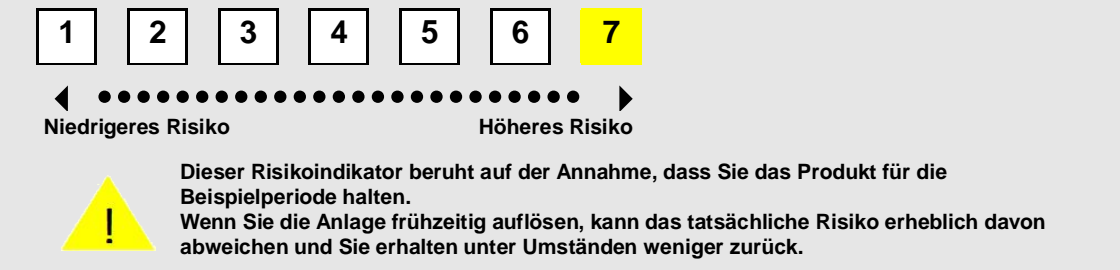 1 2 3 4 5 6 7
Niedrigeres Risiko Höheres Risiko
!
Dieser Risikoindikator beruht auf der Annahme, dass Sie das Produkt für die
Beispielperiode halten.
Wenn Sie die Anlage frühzeitig auflösen, kann das tatsächliche Risiko erheblich davon
abweichen und Sie erhalten unter Umständen weniger zurück.